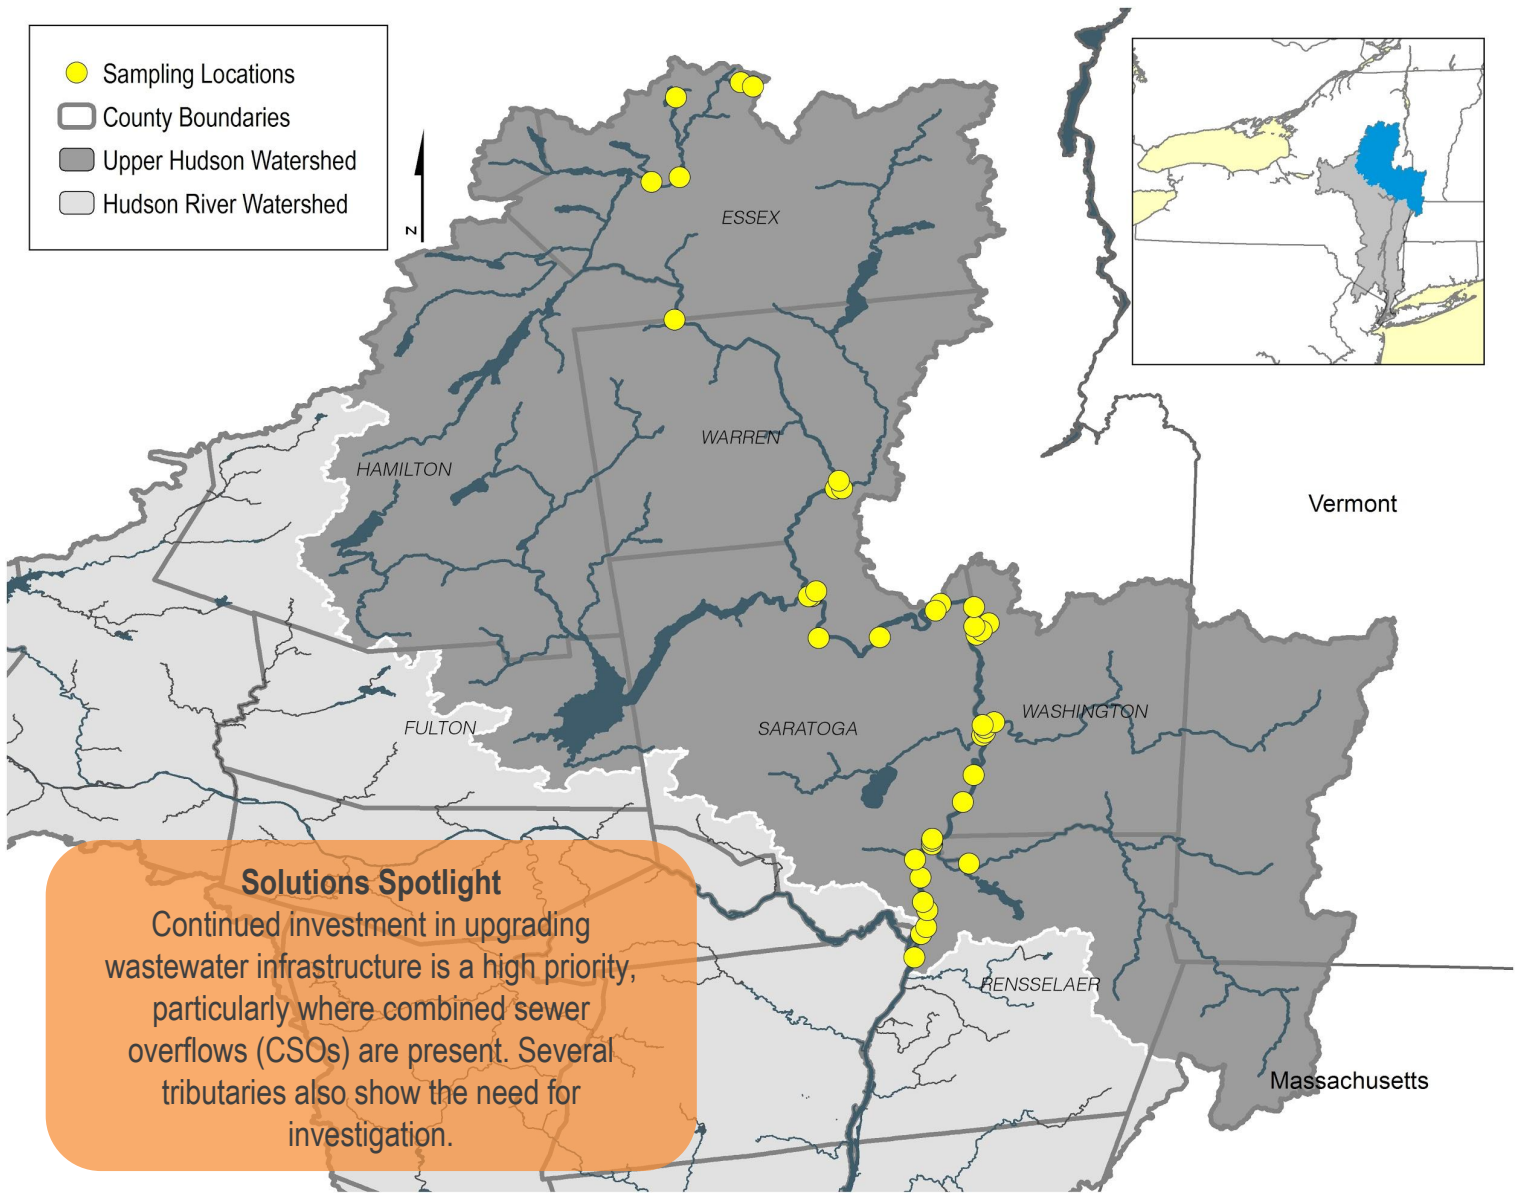 Sampling Locations
County Boundaries
Upper Hudson Watershed
Hudson River Watershed
N
ESSEX
WARREN
HAMILTON
Vermont
FULTON
SARATOGA
WASHINGTON
RENSSELAER
Massachusetts
Solutions Spotlight
Continued investment in upgrading
wastewater infrastructure is a high priority,
particularly where combined sewer
overflows (CSOs) are present. Several
tributaries also show the need for
investigation.